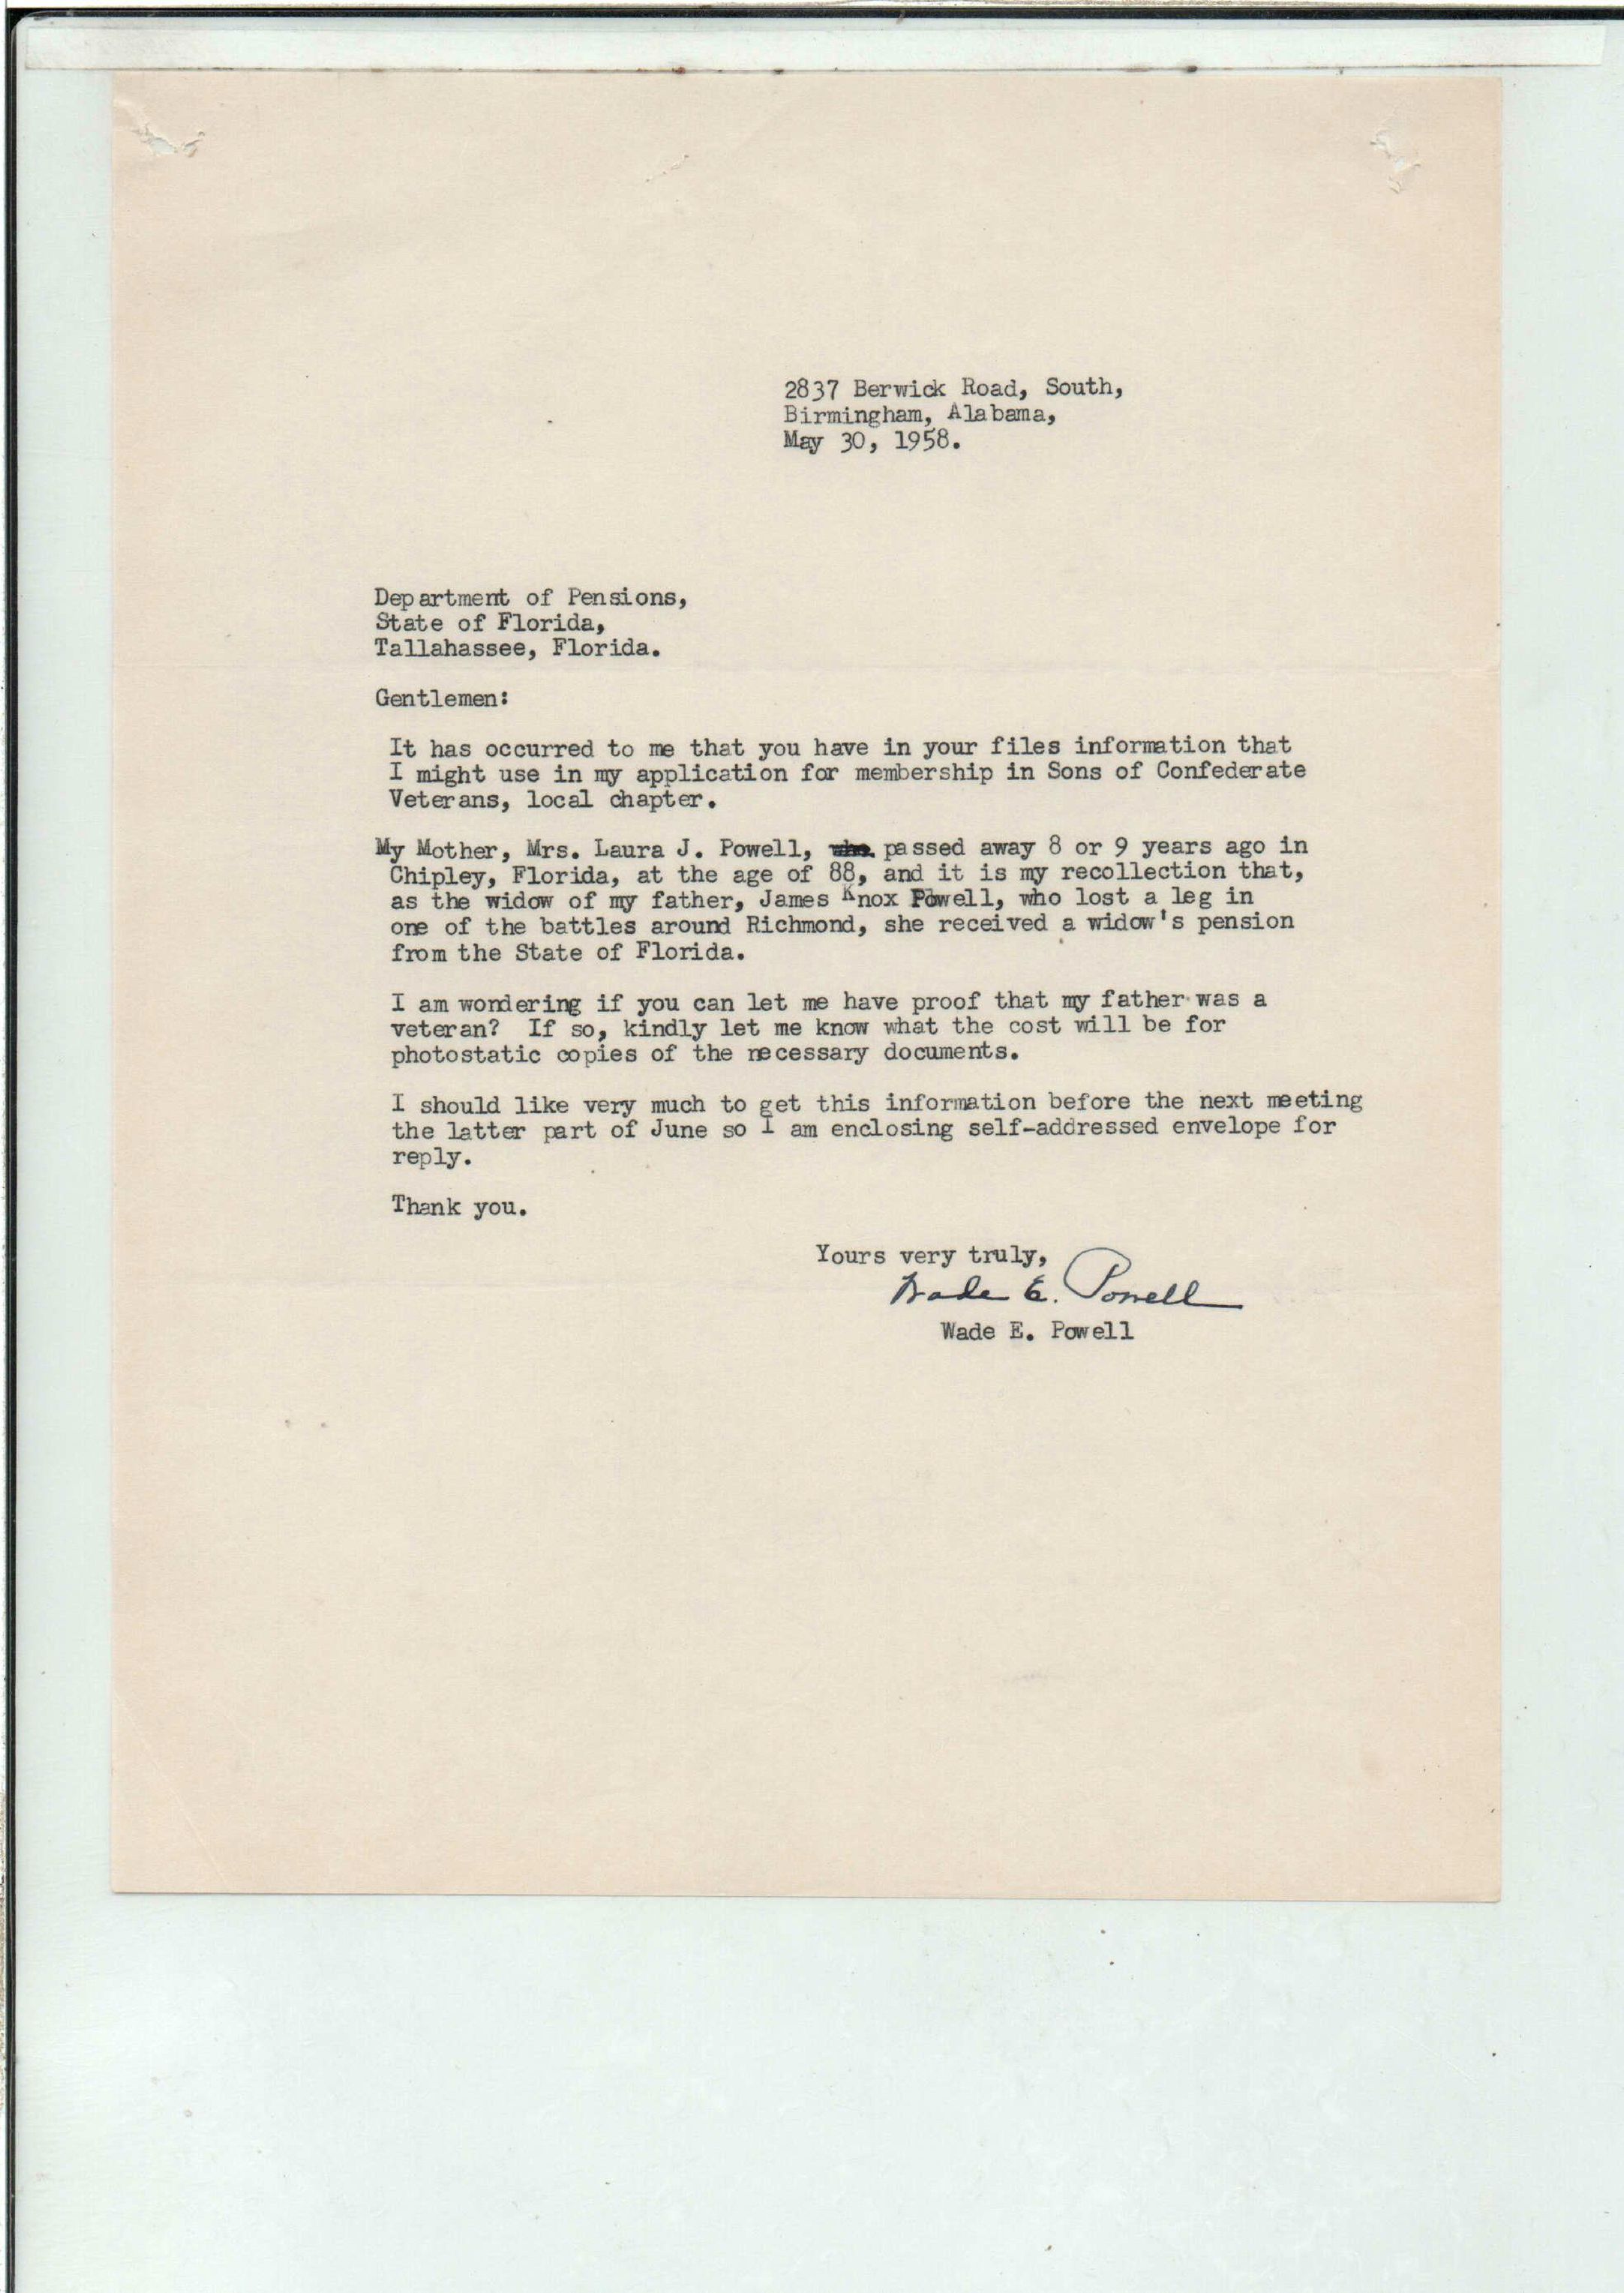 2837 Berwick Road, South,
Birmingham, Alabama,
May 30, 1958.
Department of Pensions,
State of Florida,
Tallahassee, Florida.
Gentlemen:
It has occurred to me that you have in your files information that
I might use in my application for membership in Sons of Confederate
Veterans, local chapter.
My Mother, Mrs. Laura J. Powell, passed away 8 or 9 years ago in
Chipley, Florida, at the age of 88, and it is my recollection that,
as the widow of my father, James Knox Powell, who lost a leg in
one of the battles around Richmond, she received a widow's pension
from the State of Florida.
I am wondering if you can let me have proof that my father was a
veteran? If so, kindly let me know what the cost will be for
photostatic copies of the necessary documents.
I should like very much to get this information before the next meeting
the latter part of June so I am enclosing self-addressed envelope for
reply.
Thank you.
Yours very truly,
Wade E. Powell
Wade E. Powell